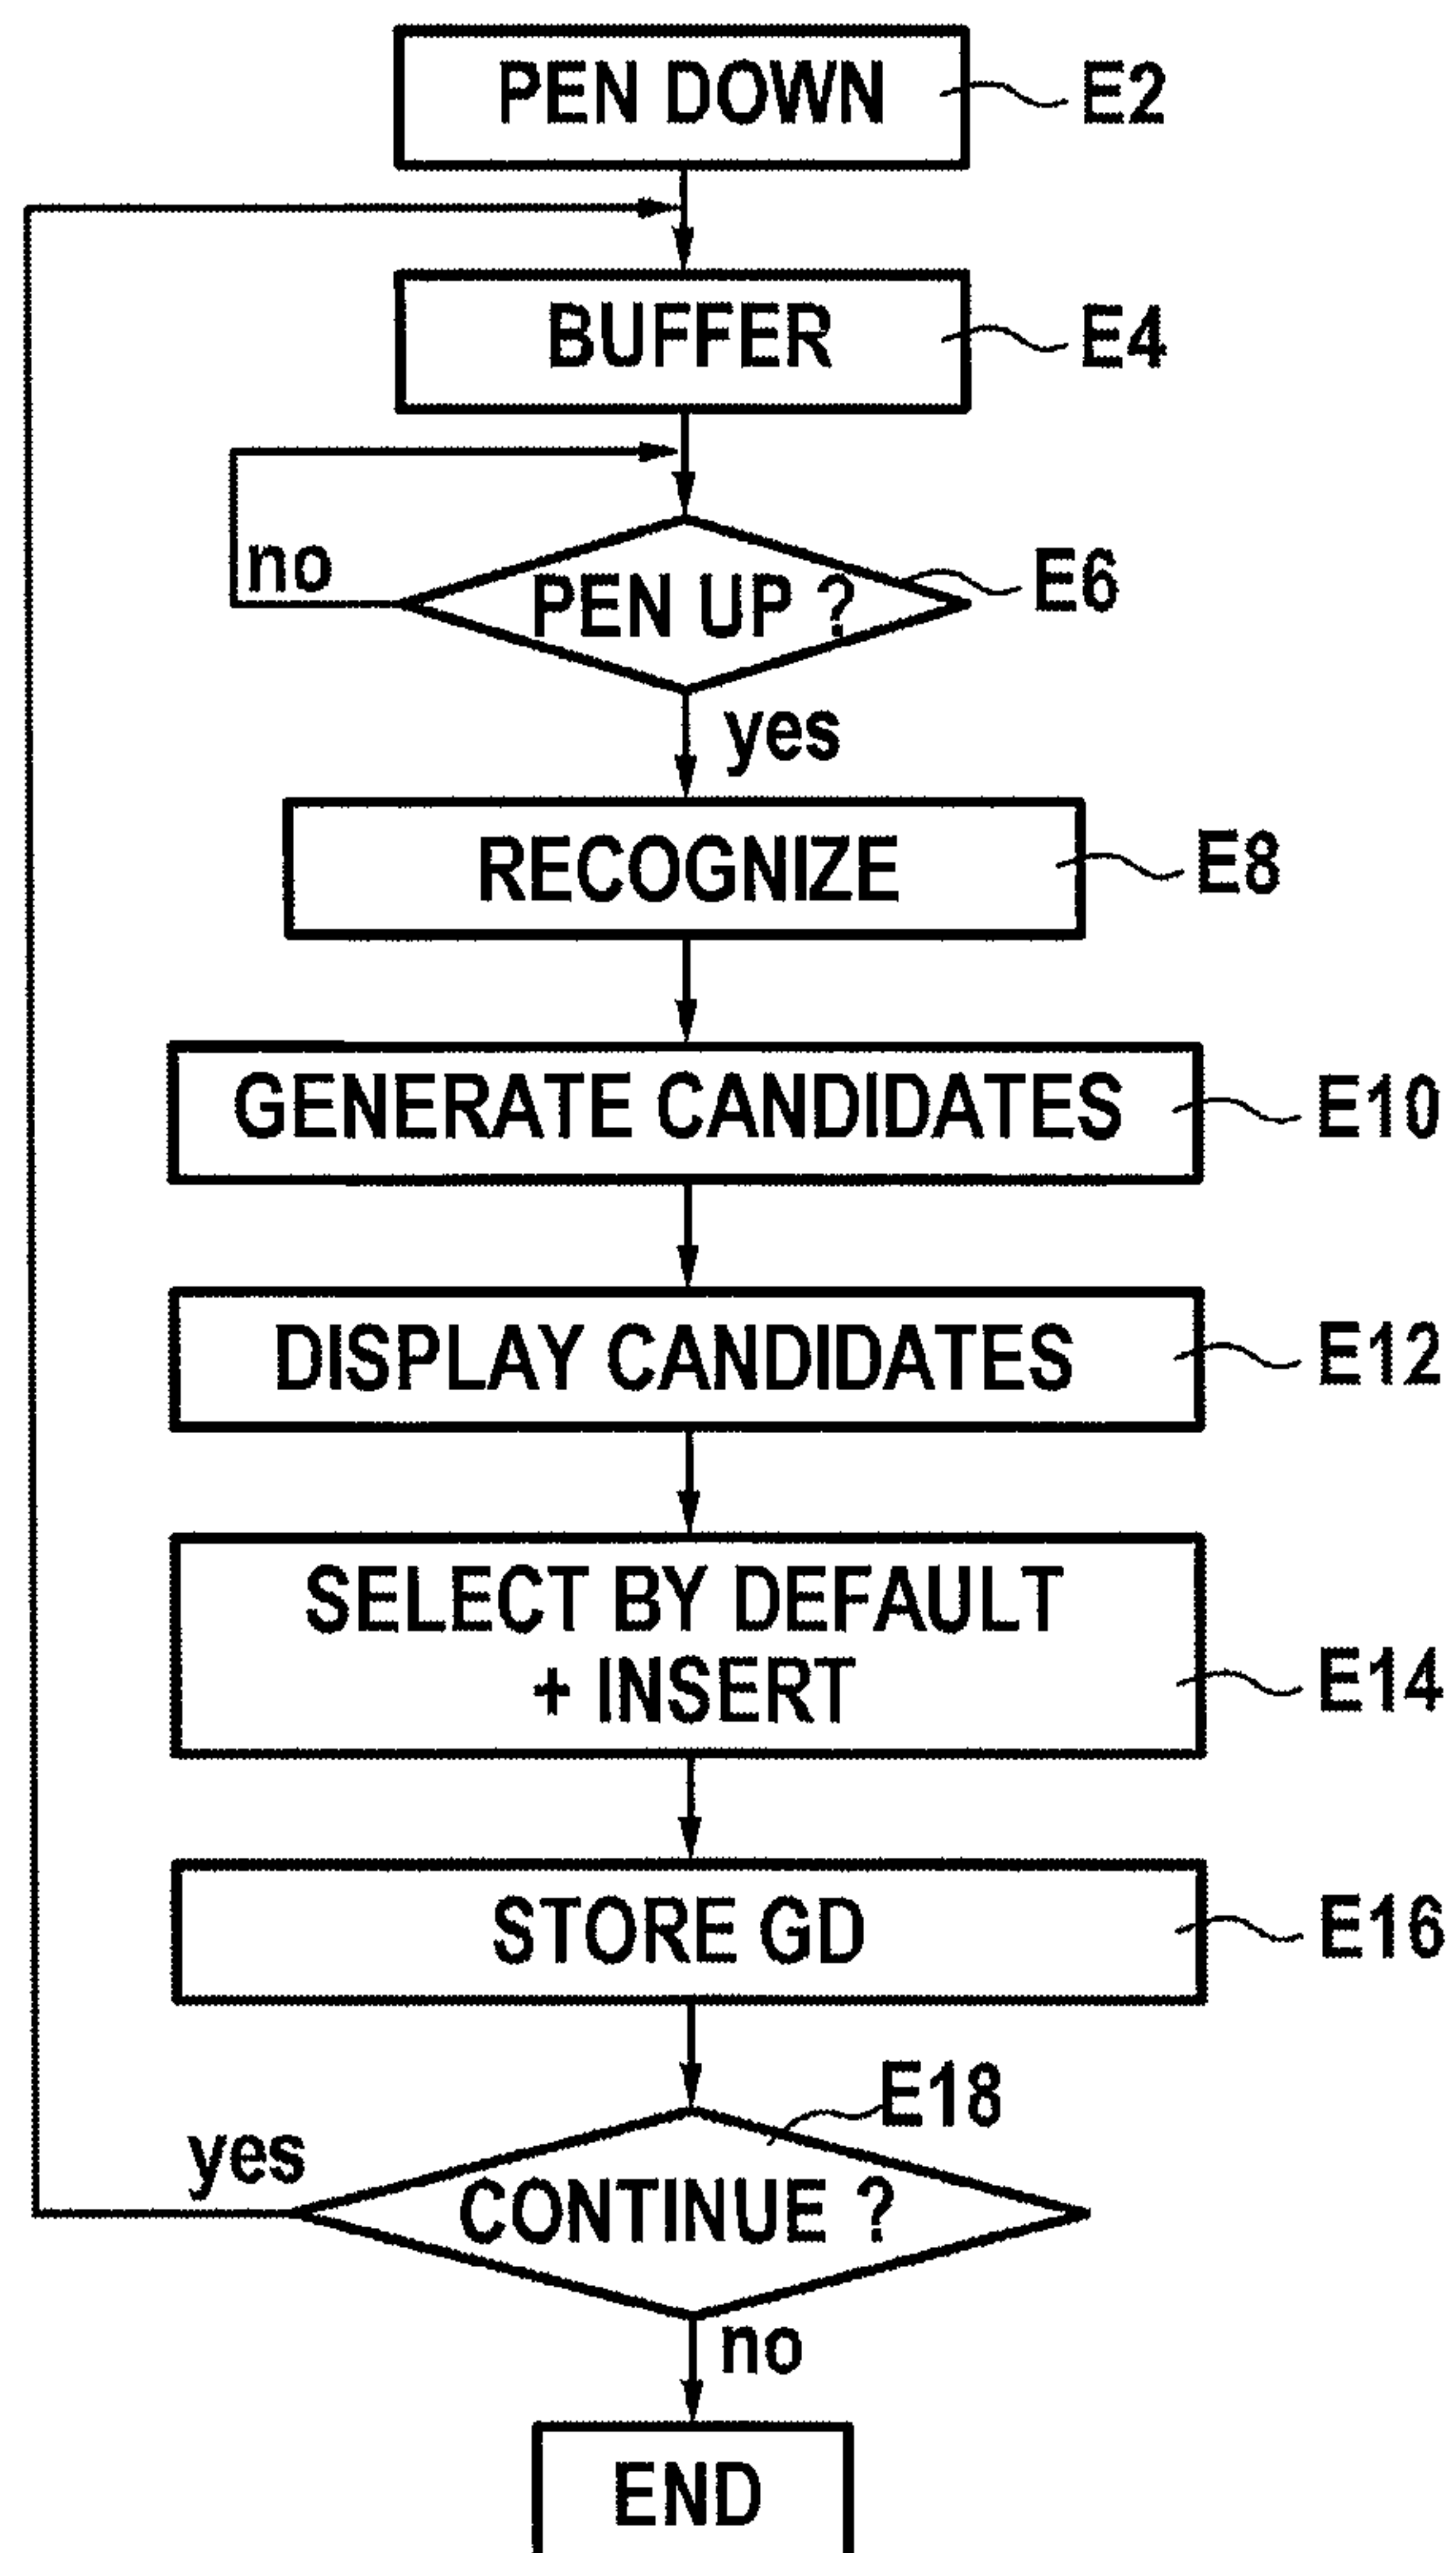 PEN DOWN
E2
BUFFER
E4
no
PEN UP ?
E6
yes
RECOGNIZE
E8
GENERATE CANDIDATES
E10
DISPLAY CANDIDATES
E12
SELECT BY DEFAULT
+ INSERT
E14
STORE GD
E16
E18
yes
CONTINUE ?
no
END